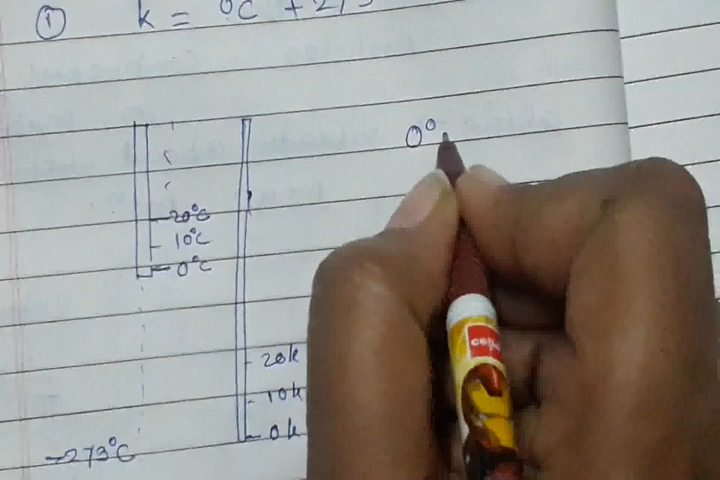 ① k = °C + 273
0°
20°C
10°C
0°C
20k
10k
0k
-273°C
cello